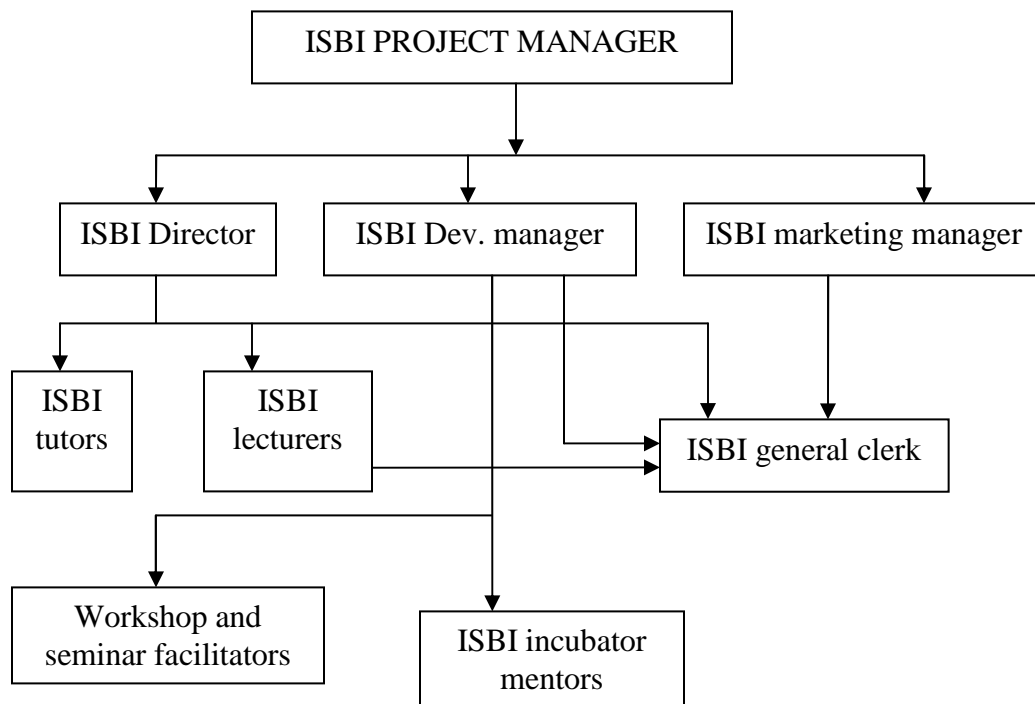 ISBI PROJECT MANAGER
ISBI Director
ISBI Dev. manager
ISBI marketing manager
ISBI
tutors
ISBI
lecturers
ISBI general clerk
Workshop and
seminar facilitators
ISBI incubator
mentors